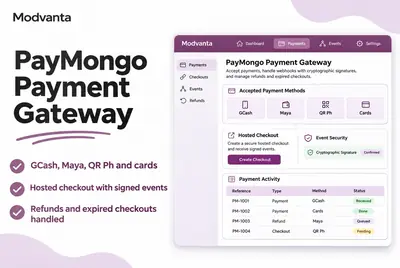 Modvanta
PayMongo
Payment
Gateway
GCash, Maya, QR Ph and cards
Hosted checkout with signed events
Refunds and expired checkouts
handled
Modvanta
Dashboard
Payments
Events
Settings
Payments
Checkouts
Events
Refunds
PayMongo Payment Gateway
Accept payments, handle webhooks with cryptographic signatures,
and manage refunds and expired checkouts.
Accepted Payment Methods
GCash
Maya
QR Ph
Cards
Hosted Checkout
Create a secure hosted checkout
and receive signed events.
Create Checkout
Event Security
Cryptographic Signature
Confirmed
Payment Activity
Reference Type Method Status
PM-1001 Payment GCash Received
PM-1002 Payment Cards
PM-1003 Refund Maya Queued
PM-1004 Checkout QR Ph Pending